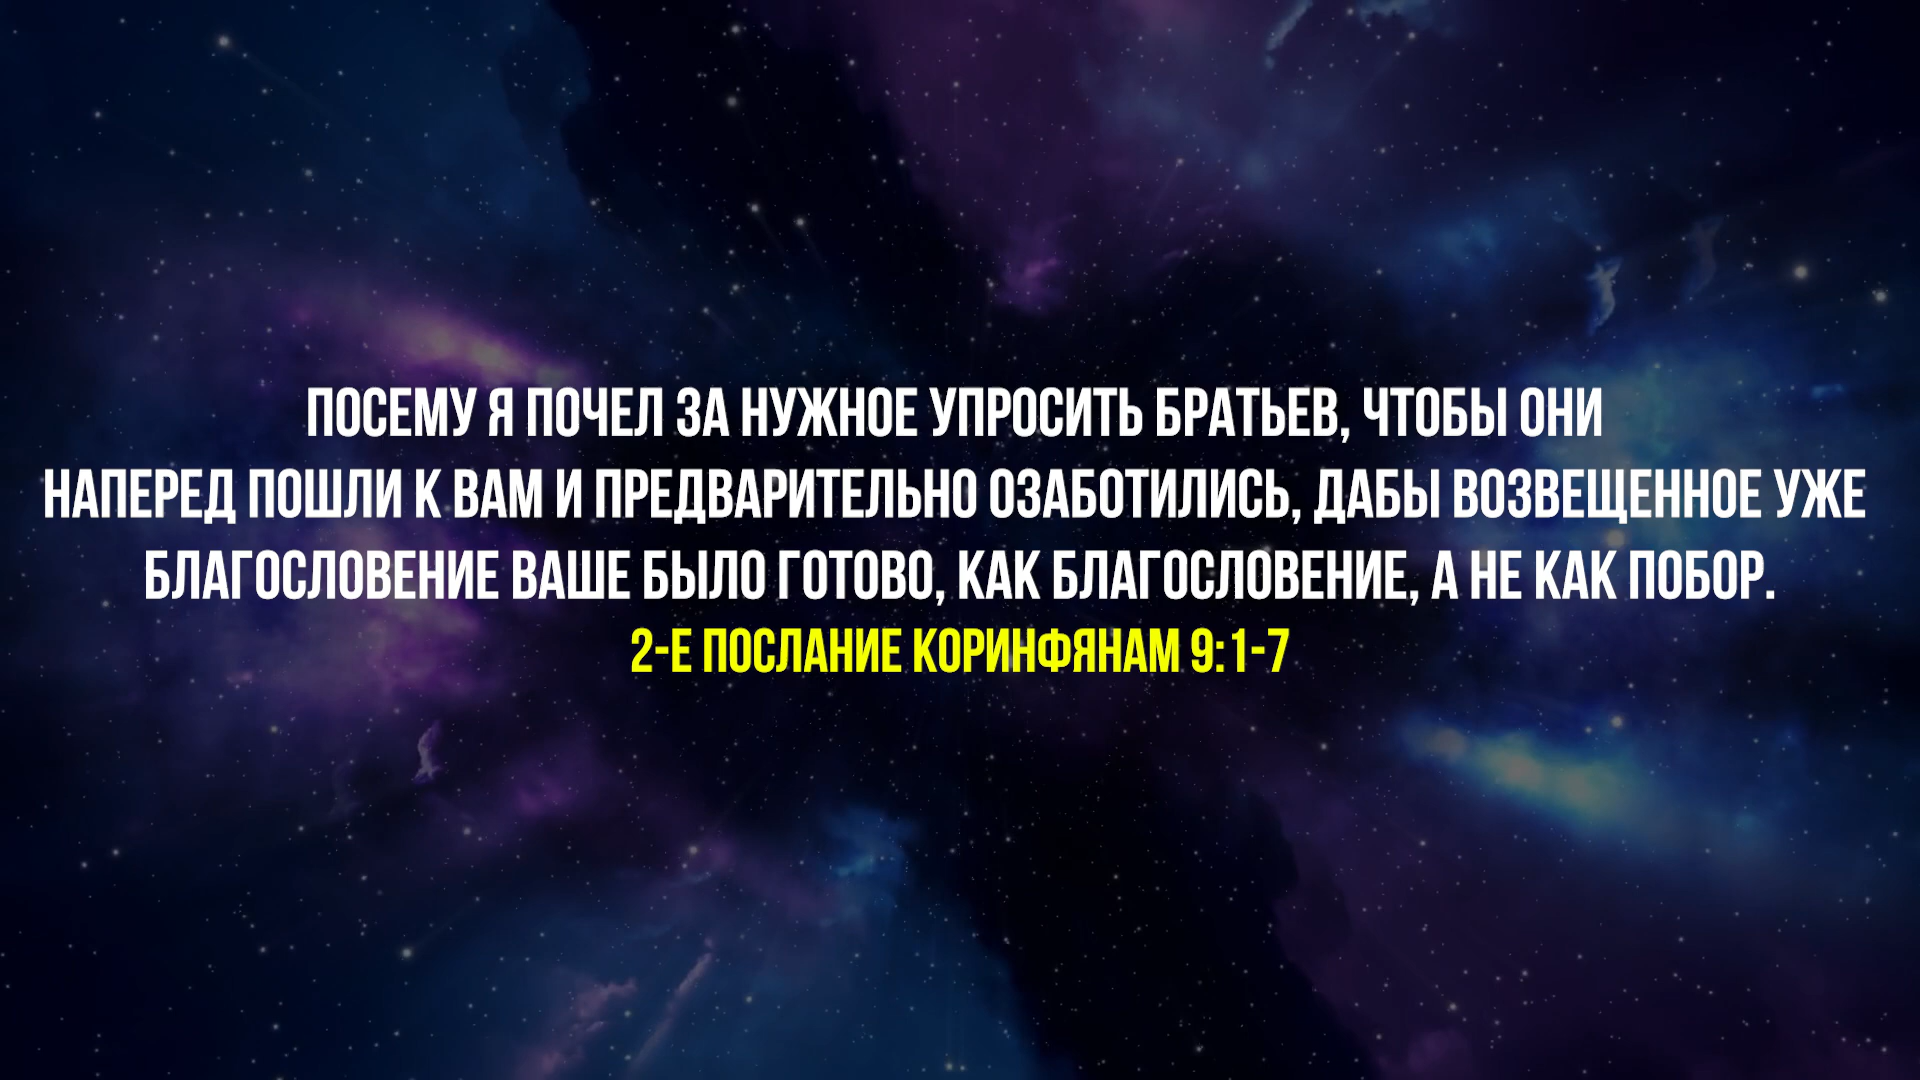 ПОСЕМУ Я ПОЧЕЛ ЗА НУЖНОЕ УПРОСИТЬ БРАТЬЕВ, ЧТОБЫ ОНИ
НАПЕРЕД ПОШЛИ К ВАМ И ПРЕДВАРИТЕЛЬНО ОЗАБОТИЛИСЬ, ДАБЫ ВОЗВЕЩЕННОЕ УЖЕ
БЛАГОСЛОВЕНИЕ ВАШЕ БЫЛО ГОТОВО, КАК БЛАГОСЛОВЕНИЕ, А НЕ КАК ПОБОР.
2-Е ПОСЛАНИЕ КОРИНФЯНАМ 9:1-7